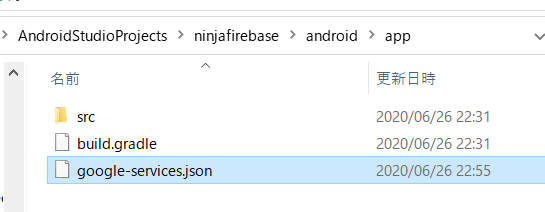 AndroidStudioProjects > ninjafirebase > android > app
名前 更新日時
src 2020/06/26 22:31
build.gradle 2020/06/26 22:31
google-services.json 2020/06/26 22:55